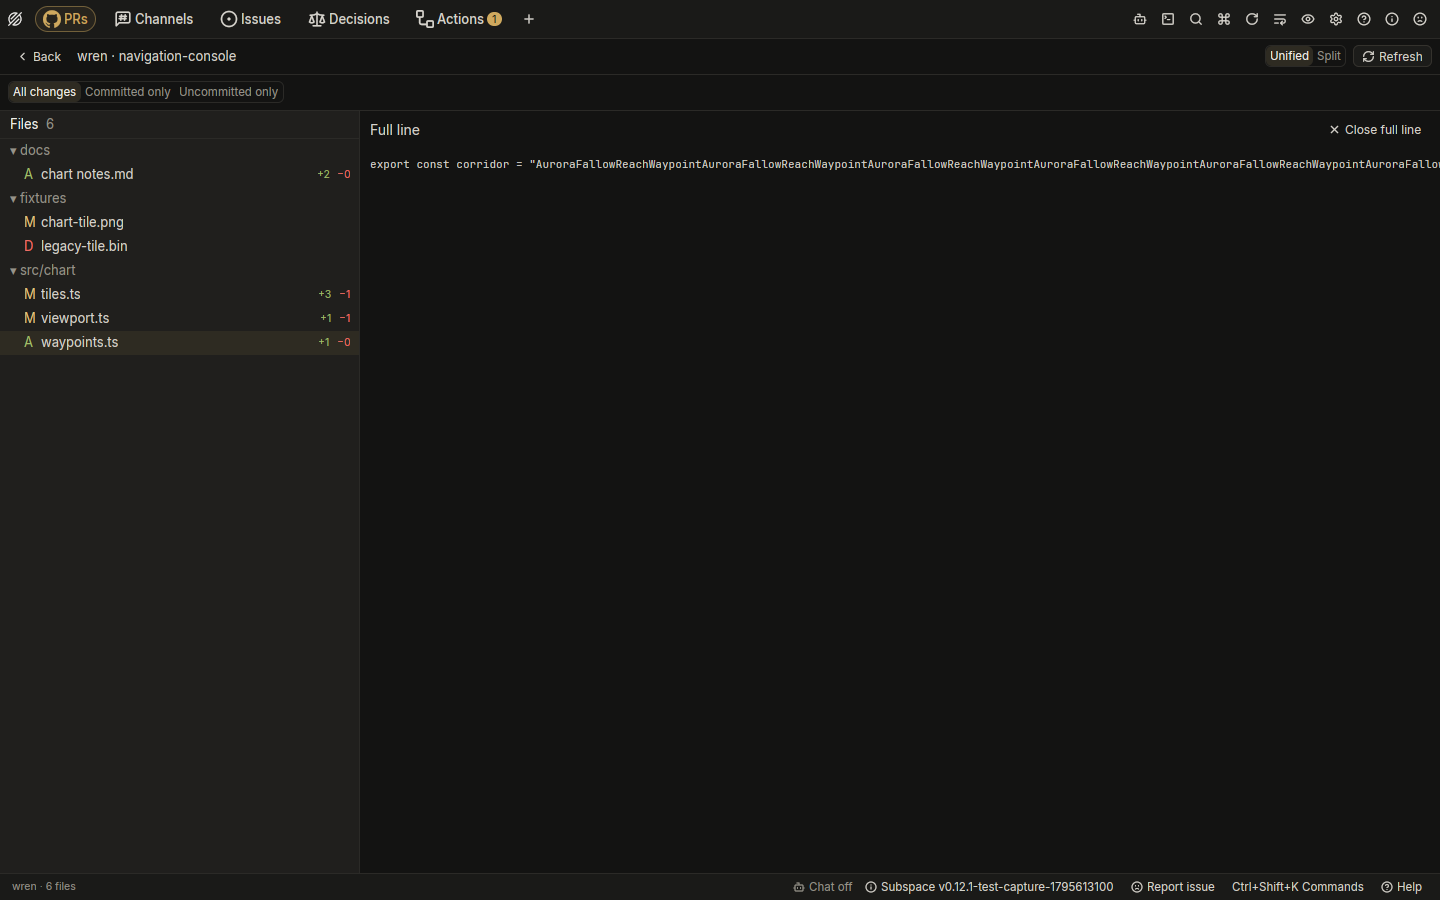 PRs Channels Issues Decisions Actions 1
Back wren · navigation-console Unified Split Refresh
All changes Committed only Uncommitted only
Files 6
Full line Close full line
docs
export const corridor = "AuroraFallowReachWaypointAuroraFallowReachWaypointAuroraFallowReachWaypointAuroraFallowReachWaypointAuroraFallowReachWaypointAuroraFallow
A chart notes.md +2 −0
fixtures
M chart-tile.png
D legacy-tile.bin
src/chart
M tiles.ts +3 −1
M viewport.ts +1 −1
A waypoints.ts +1 −0
wren · 6 files Chat off Subspace v0.12.1-test-capture-1795613100 Report issue Ctrl+Shift+K Commands Help